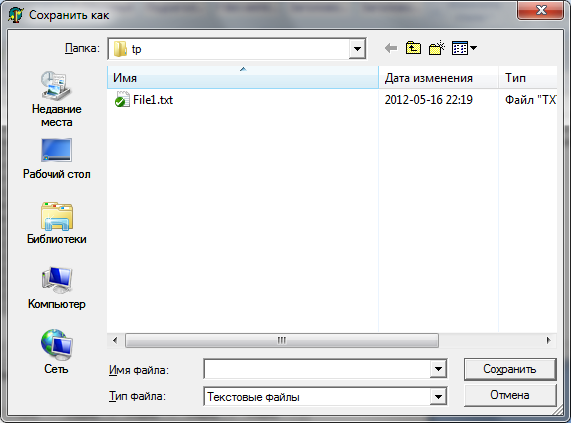 Сохранить как
Папка: tp
Имя Дата изменения Тип
File1.txt 2012-05-16 22:19 Файл "TX
Недавние
места
Рабочий стол
Библиотеки
Компьютер
Сеть
Имя файла: Сохранить
Тип файла: Текстовые файлы Отмена